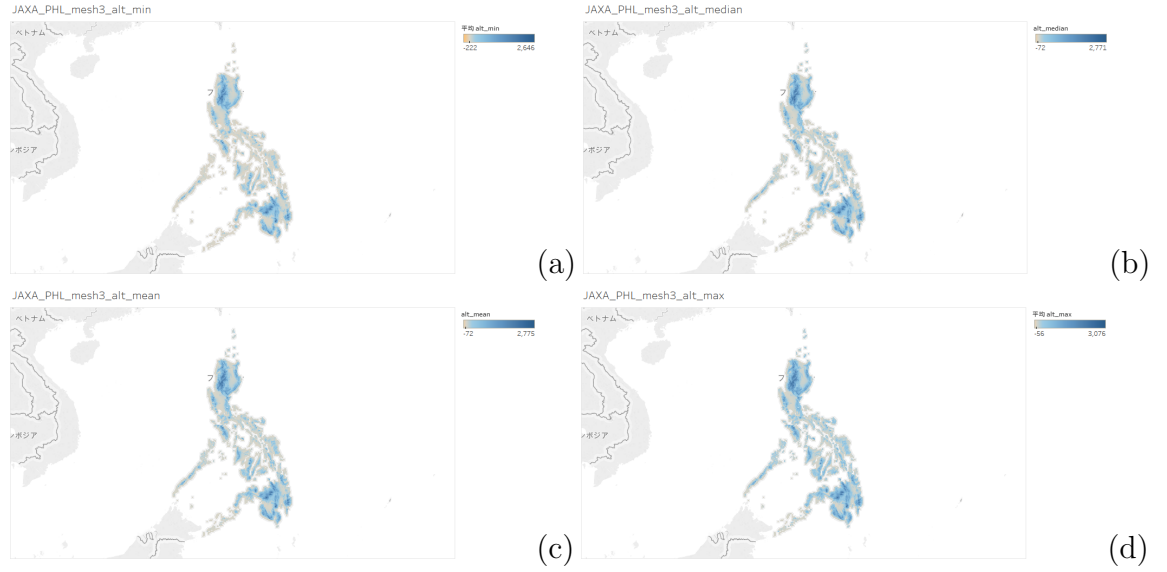 JAXA_PHL_mesh3_alt_min
ベトナム
フ
ンボジア
平均 alt_min
-222 2,646
(a)
JAXA_PHL_mesh3_alt_median
ベトナム
フ
ンボジア
alt_median
-72 2,771
(b)
JAXA_PHL_mesh3_alt_mean
ベトナム
フ
ンボジア
alt_mean
-72 2,775
(c)
JAXA_PHL_mesh3_alt_max
ベトナム
フ
ンボジア
平均 alt_max
-56 3,076
(d)